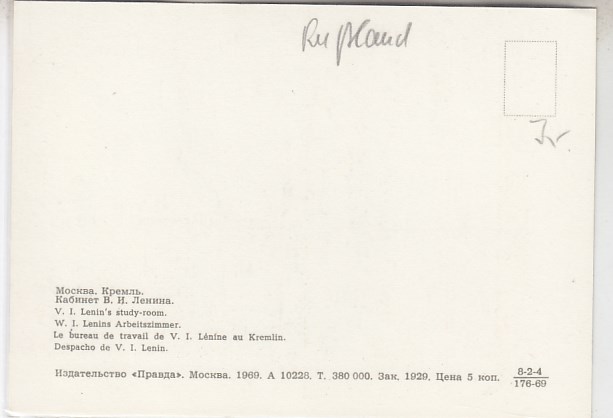 Rußland
3,-
Москва. Кремль.
Кабинет В. И. Ленина.
V. I. Lenin's study-room.
W. I. Lenins Arbeitszimmer.
Le bureau de travail de V. I. Lénine au Kremlin.
Despacho de V. I. Lenin.
Издательство «Правда». Москва. 1969. А 10228. Т. 380 000. Зак. 1929. Цена 5 коп. 8-2-4
176-69